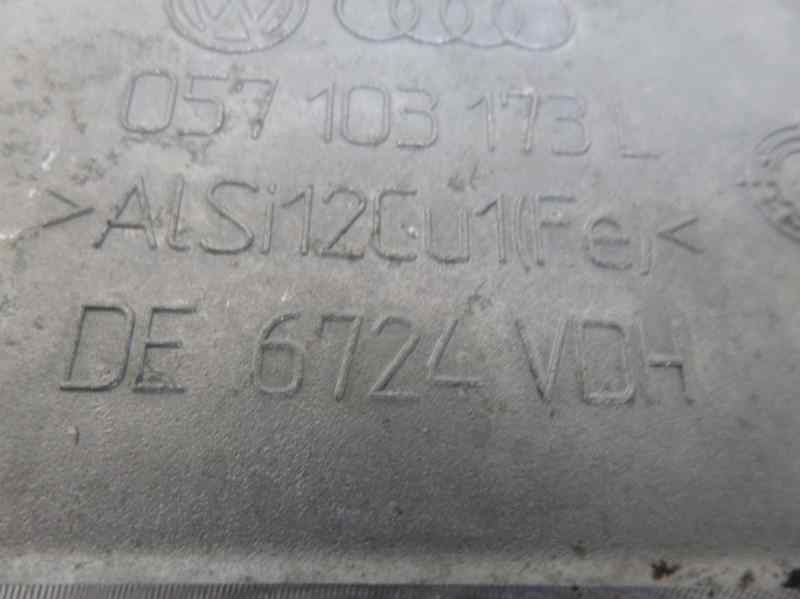 057 103 173 L
>AlSi12Cu1(Fe)<
DE 6724 VDH